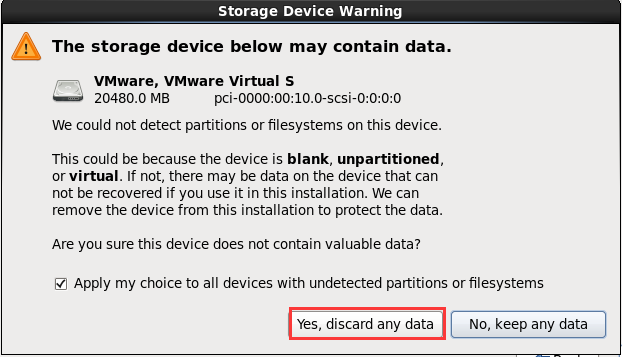 Storage Device Warning
The storage device below may contain data.
VMware, VMware Virtual S
20480.0 MB pci-0000:00:10.0-scsi-0:0:0:0
We could not detect partitions or filesystems on this device.
This could be because the device is blank, unpartitioned,
or virtual. If not, there may be data on the device that can
not be recovered if you use it in this installation. We can
remove the device from this installation to protect the data.
Are you sure this device does not contain valuable data?
Apply my choice to all devices with undetected partitions or filesystems
Yes, discard any data No, keep any data